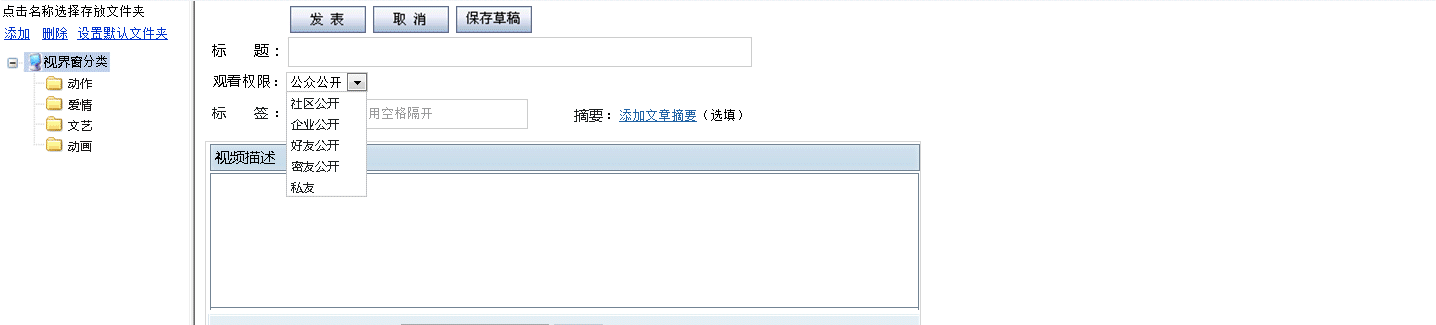 点击名称选择存放文件夹
添加 删除 设置默认文件夹
视界窗分类
动作
爱情
文艺
动画
发 表 取 消 保存草稿
标 题：
观看权限： 公众公开
社区公开
企业公开
好友公开
密友公开
私友
标 签： 用空格隔开 摘要：添加文章摘要（选填）
视频描述